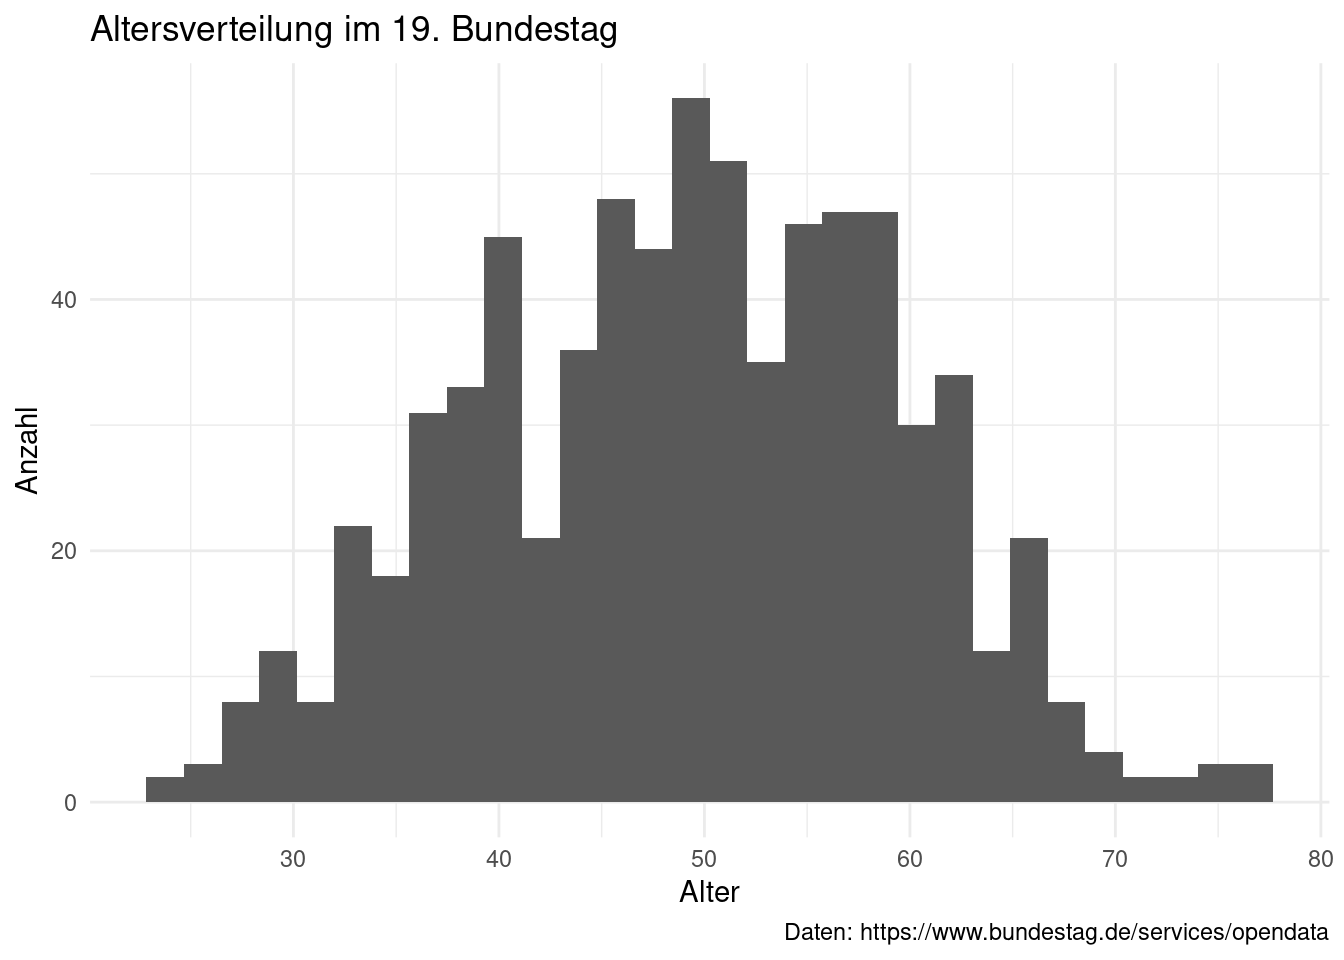 Altersverteilung im 19. Bundestag
Anzahl
40
20
0
30 40 50 60 70 80
Alter
Daten: https://www.bundestag.de/services/opendata